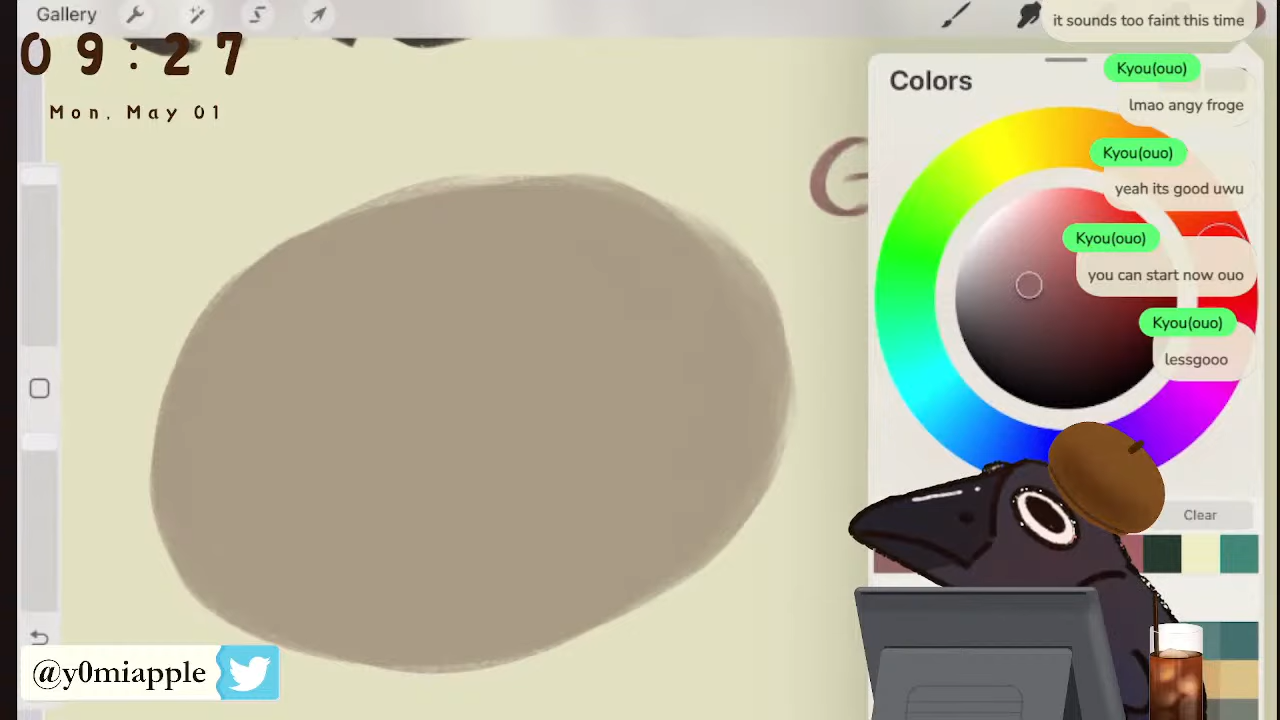 Gallery
it sounds too faint this time
09:27
Mon, May 01
Kyou(ouo)
lmao angy froge
Kyou(ouo)
yeah its good uwu
Kyou(ouo)
you can start now ouo
Kyou(ouo)
lessgooo
Colors
G
Clear
@y0miapple